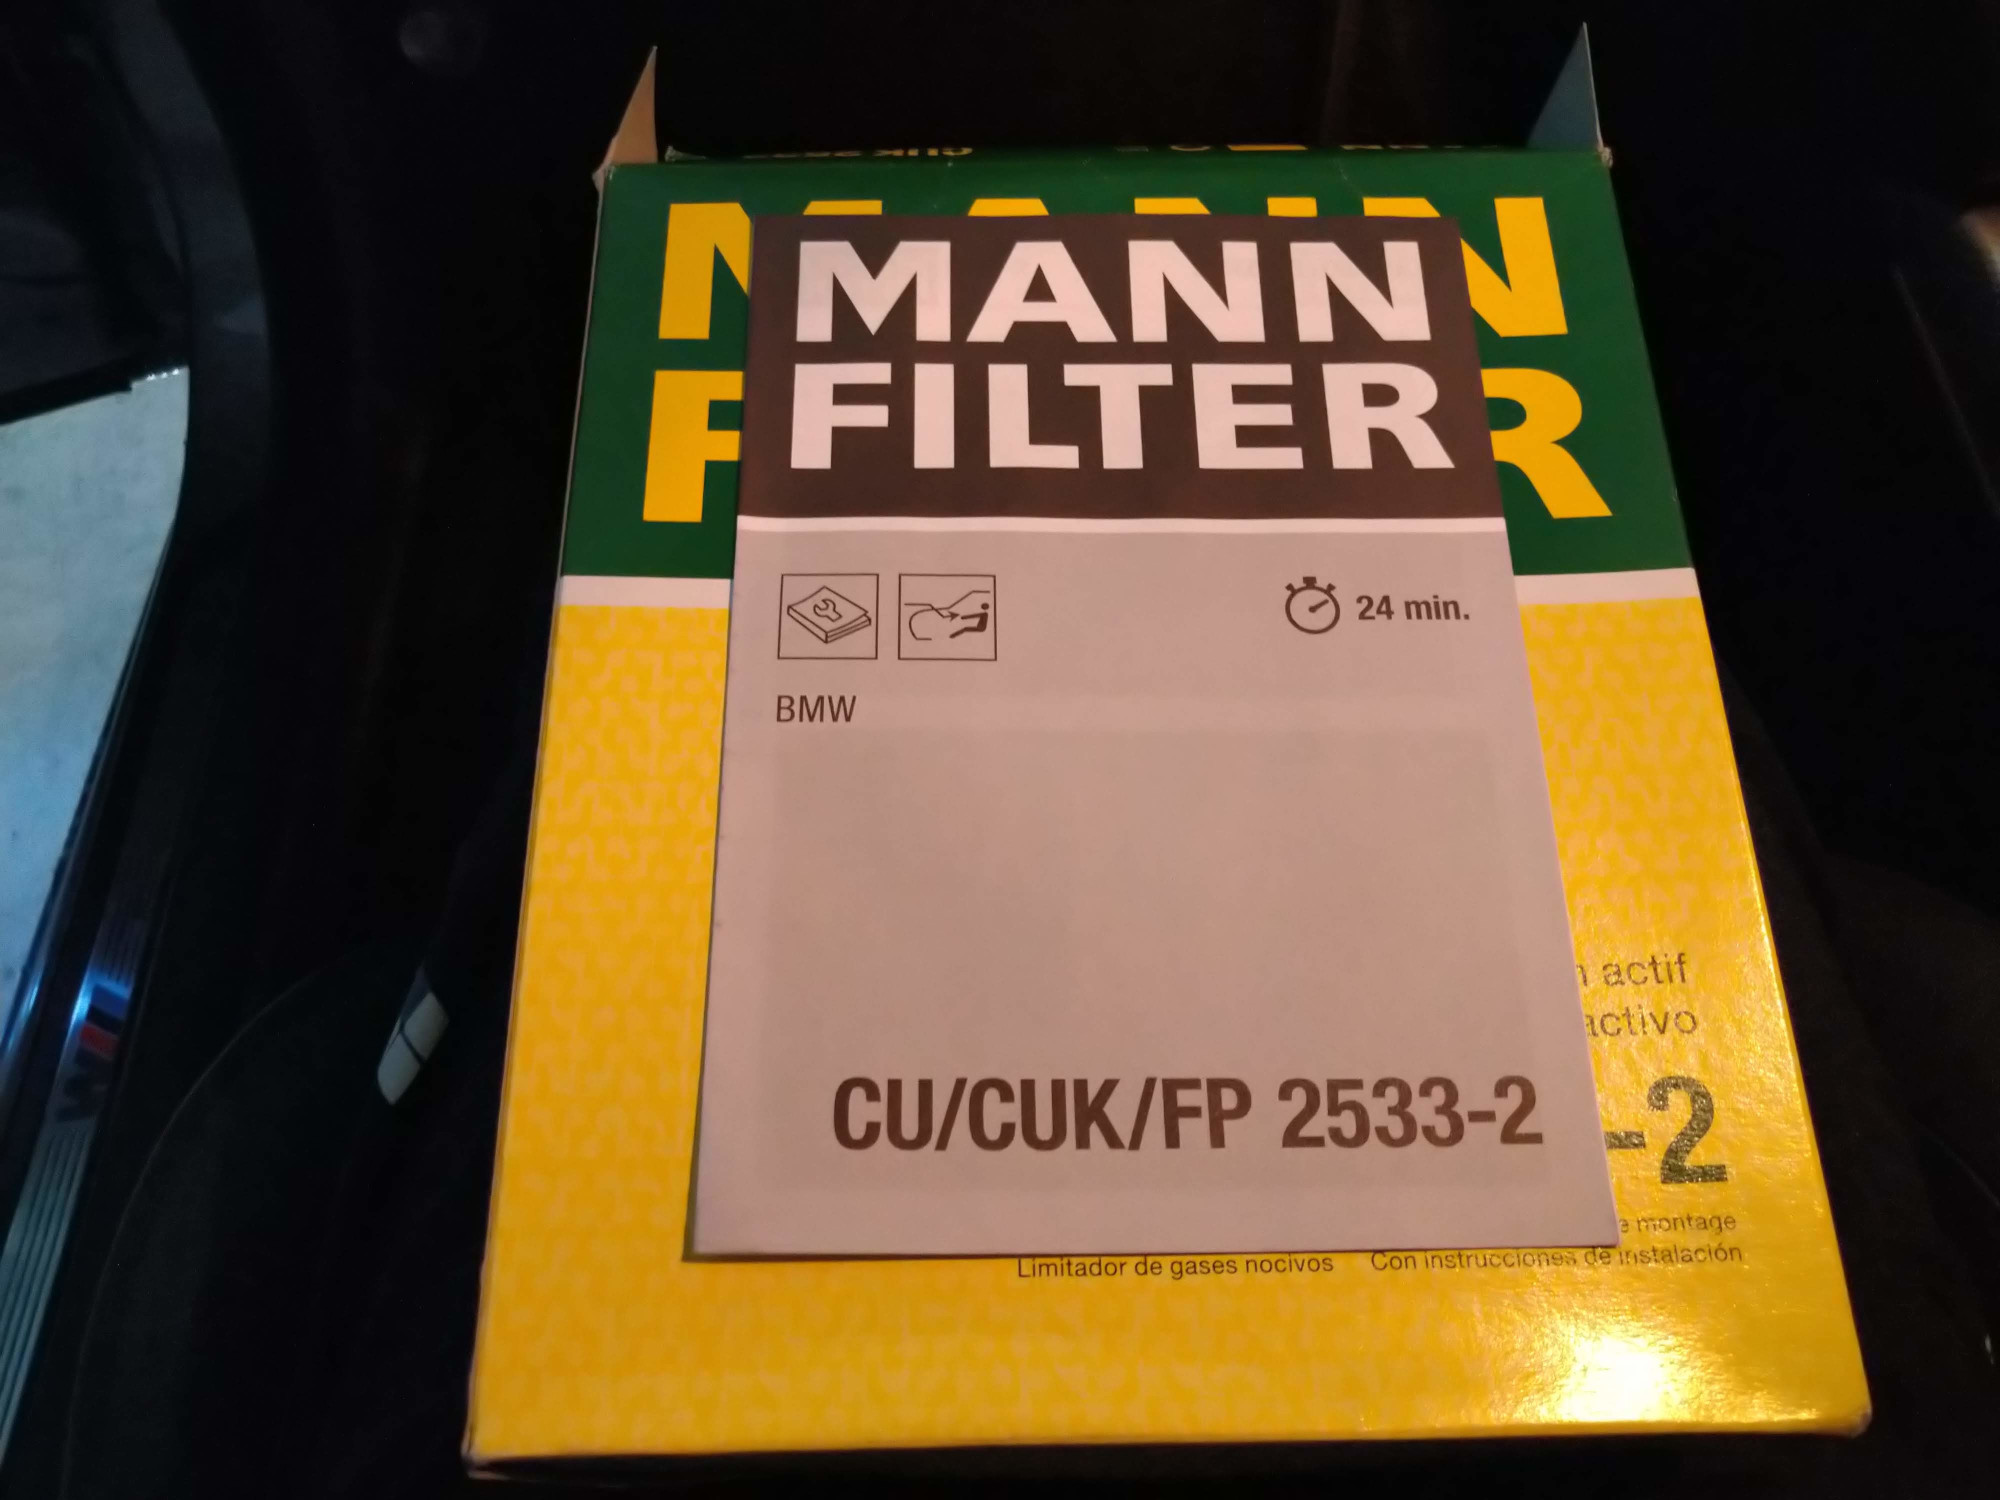 MANN
FILTER
24 min.
BMW
CU/CUK/FP 2533-2
actif
activo
-2
montage
Limitador de gases nocivos Con instrucciones de instalación
M